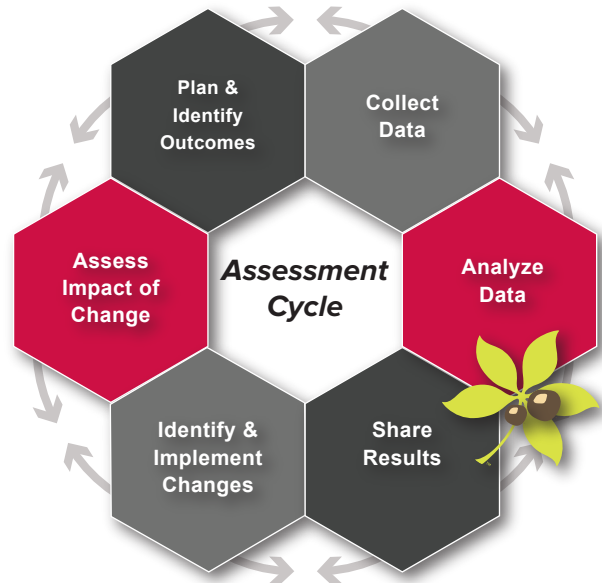 Plan &
Identify
Outcomes
Collect
Data
Analyze
Data
Share
Results
Identify &
Implement
Changes
Assess
Impact of
Change
Assessment
Cycle